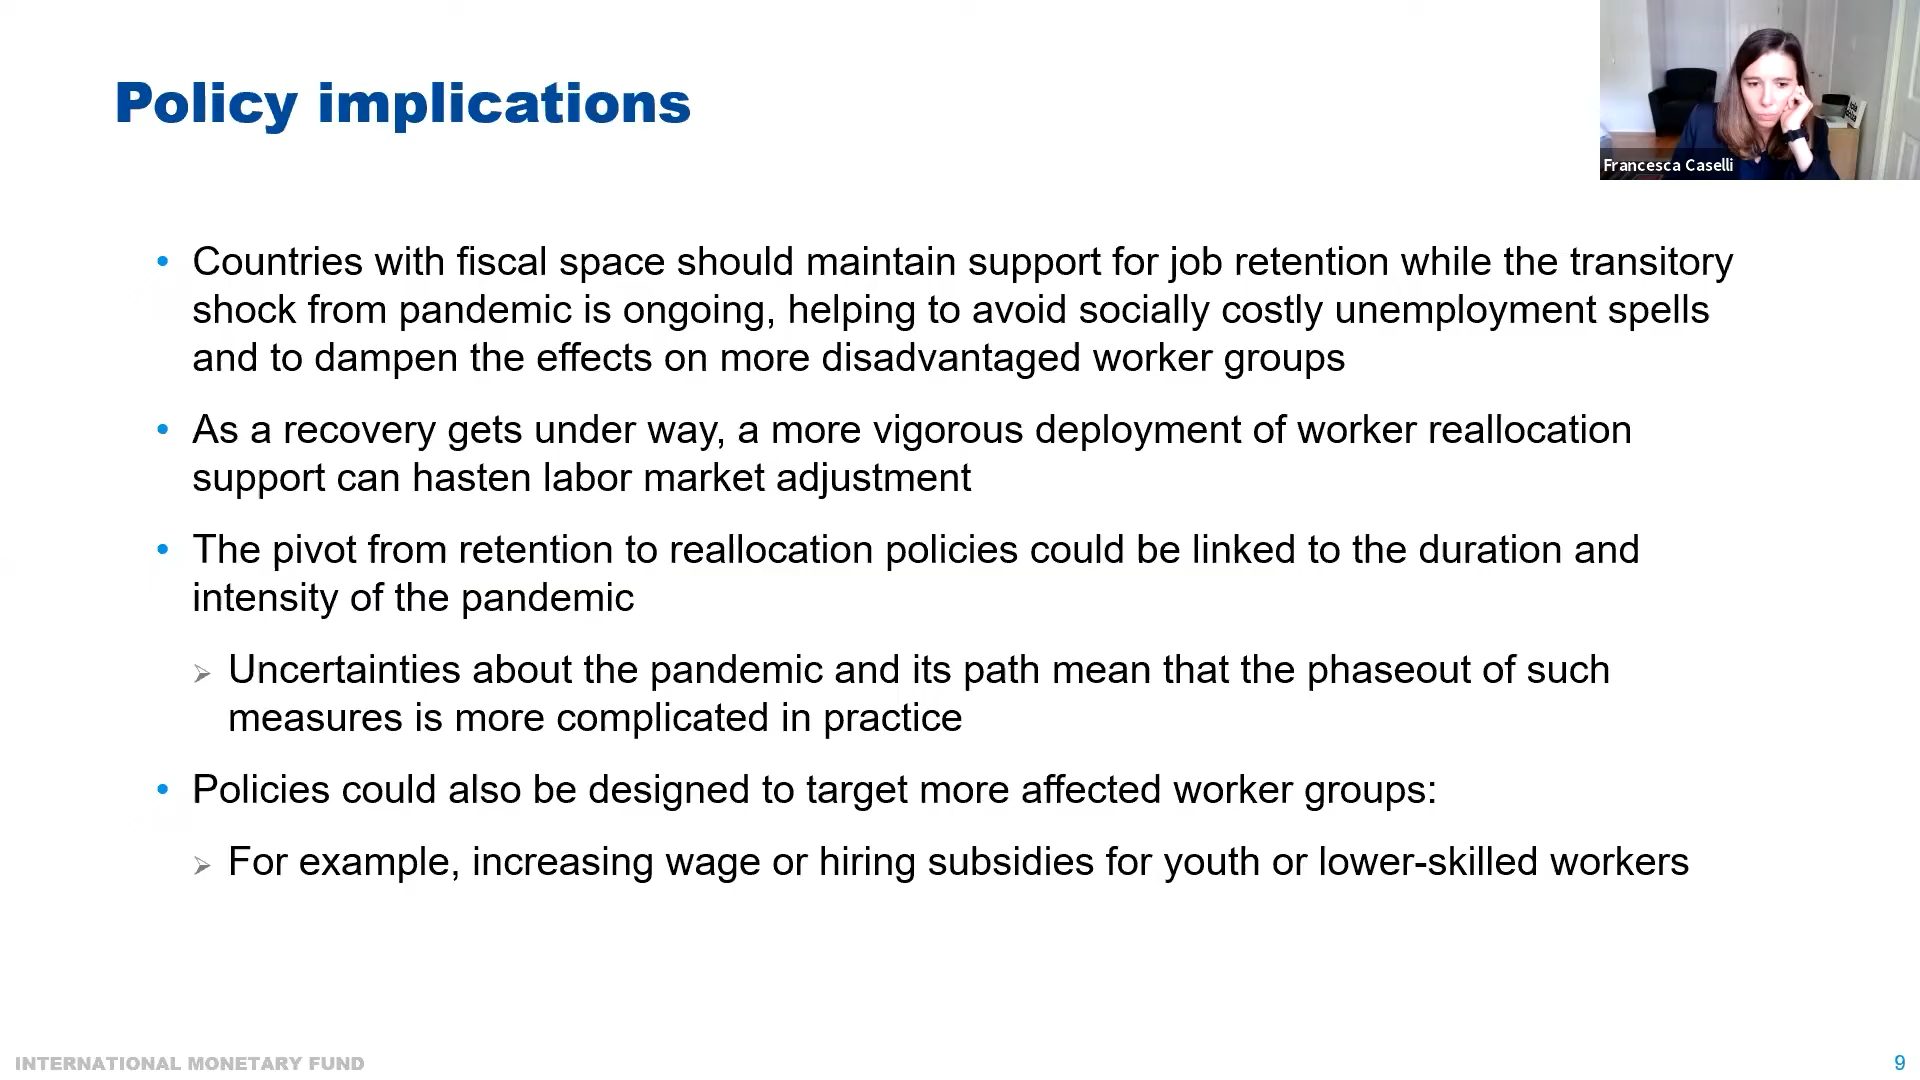 Policy implications
Francesca Caselli
• Countries with fiscal space should maintain support for job retention while the transitory
shock from pandemic is ongoing, helping to avoid socially costly unemployment spells
and to dampen the effects on more disadvantaged worker groups
• As a recovery gets under way, a more vigorous deployment of worker reallocation
support can hasten labor market adjustment
• The pivot from retention to reallocation policies could be linked to the duration and
intensity of the pandemic
➢ Uncertainties about the pandemic and its path mean that the phaseout of such
measures is more complicated in practice
• Policies could also be designed to target more affected worker groups:
➢ For example, increasing wage or hiring subsidies for youth or lower-skilled workers
INTERNATIONAL MONETARY FUND
9